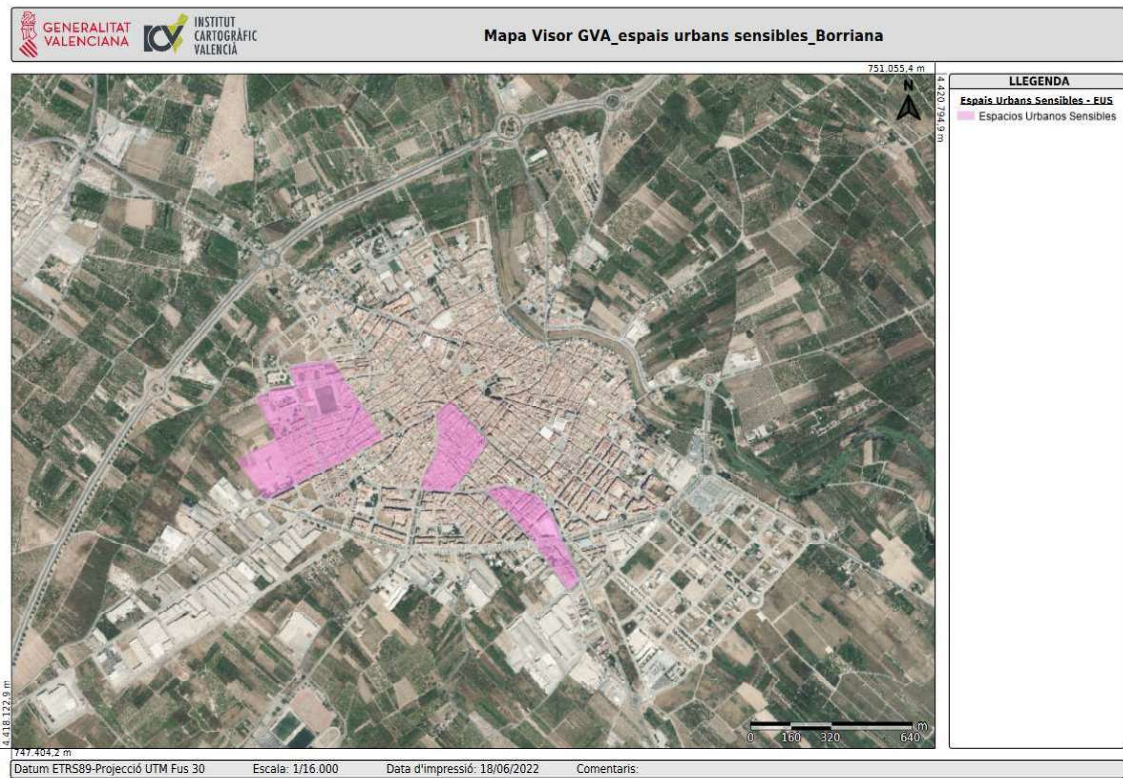 GENERALITAT
VALENCIANA
INSTITUT
CARTOGRÀFIC
VALENCIÀ
Mapa Visor GVA_espais urbans sensibles_Borriana
751.055,4 m
4.420.794,9 m
N
LLEGENDA
Espais Urbans Sensibles - EUS
Espacios Urbanos Sensibles
m
0 160 320 640
4.418.122,9 m
747.404,2 m
Datum ETRS89-Projecció UTM Fus 30 Escala: 1/16.000 Data d'impressió: 18/06/2022 Comentaris: